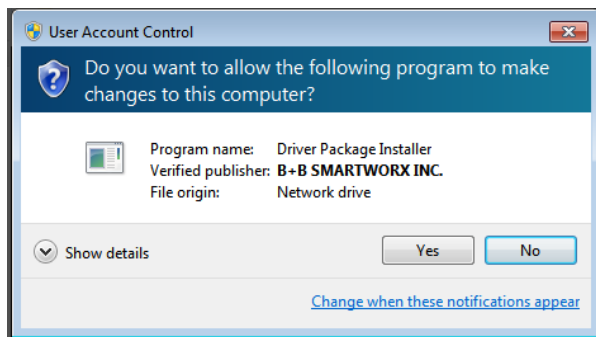 User Account Control
Do you want to allow the following program to make
changes to this computer?
Program name: Driver Package Installer
Verified publisher: B+B SMARTWORX INC.
File origin: Network drive
Show details
Yes
No
Change when these notifications appear